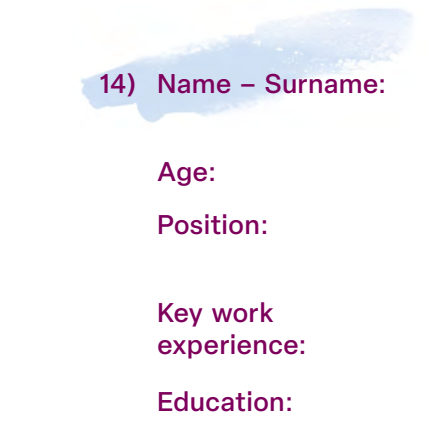 14) Name – Surname:
Age:
Position:
Key work
experience:
Education: